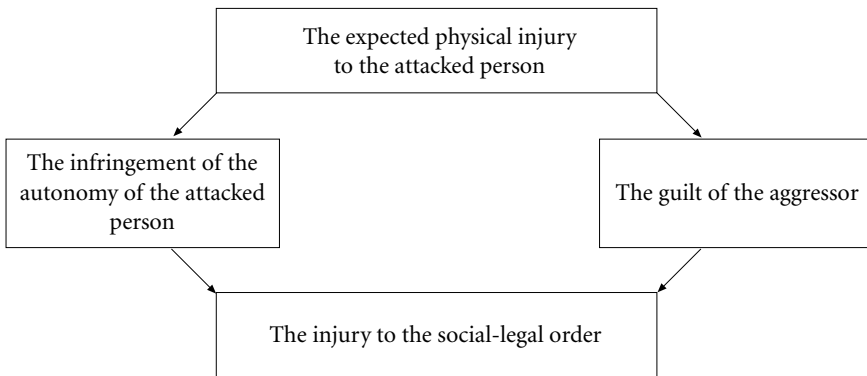 The expected physical injury
to the attacked person
The infringement of the
autonomy of the attacked
person
The guilt of the aggressor
The injury to the social-legal order